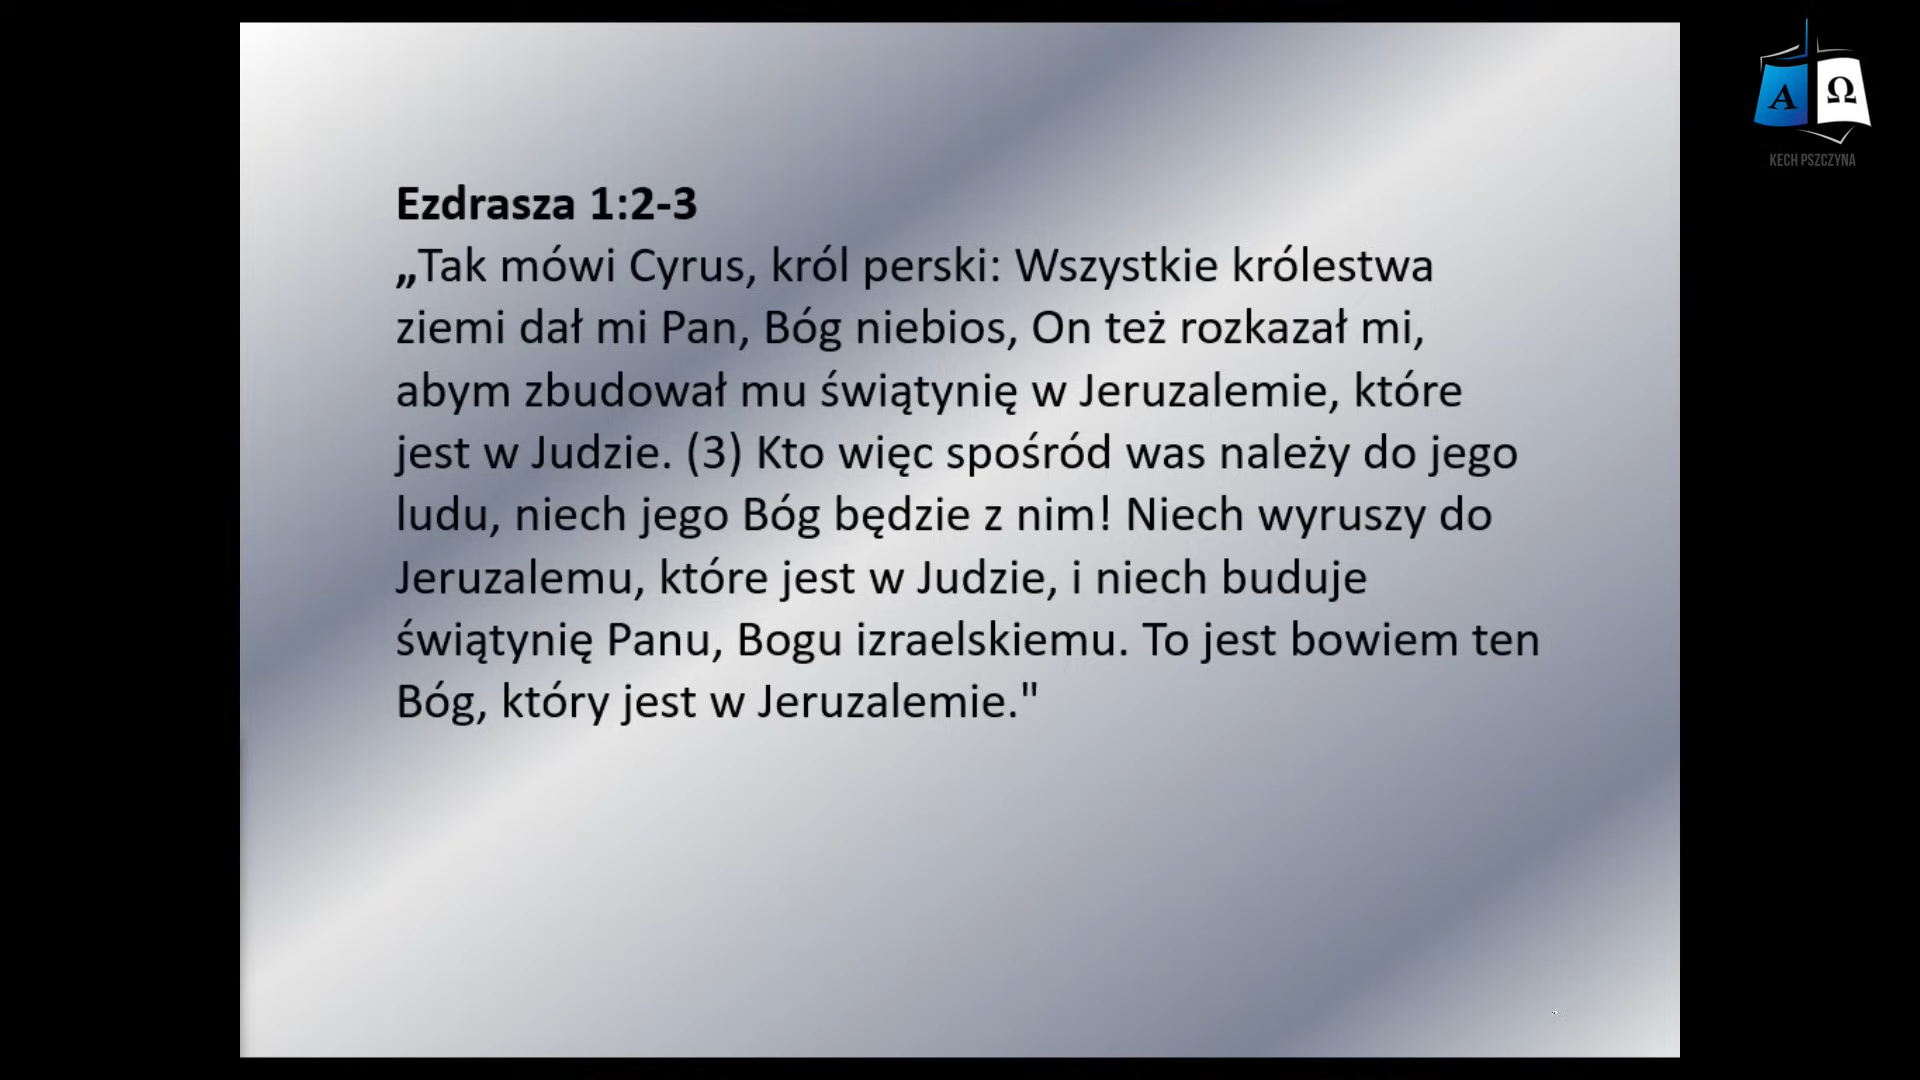 Ezdrasza 1:2-3
„Tak mówi Cyrus, król perski: Wszystkie królestwa
ziemi dał mi Pan, Bóg niebios, On też rozkazał mi,
abym zbudował mu świątynię w Jeruzalemie, które
jest w Judzie. (3) Kto więc spośród was należy do jego
ludu, niech jego Bóg będzie z nim! Niech wyruszy do
Jeruzalemu, które jest w Judzie, i niech buduje
świątynię Panu, Bogu izraelskiemu. To jest bowiem ten
Bóg, który jest w Jeruzalemie."
A Ω
KECH PSZCZYNA